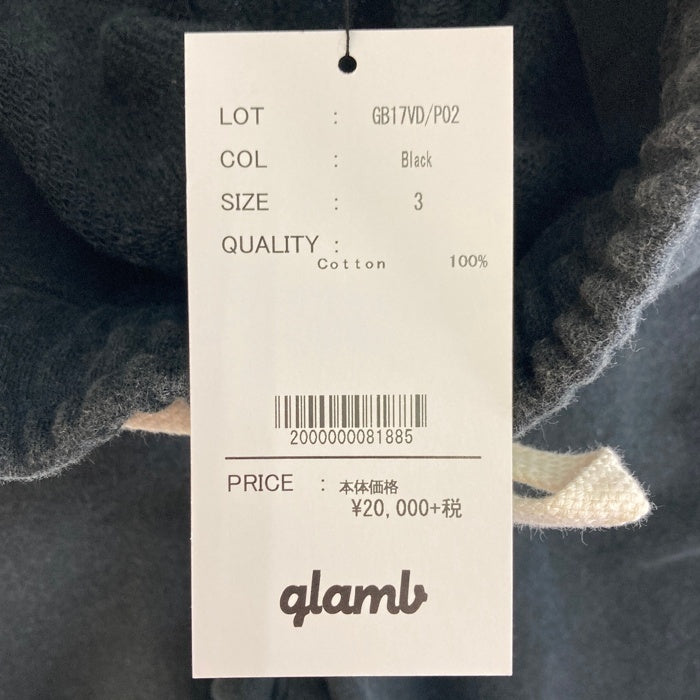 LOT : GB17VD/P02
COL : Black
SIZE : 3
QUALITY :
Cotton 100%
2000000081885
PRICE : 本体価格
¥20,000+税
glamb